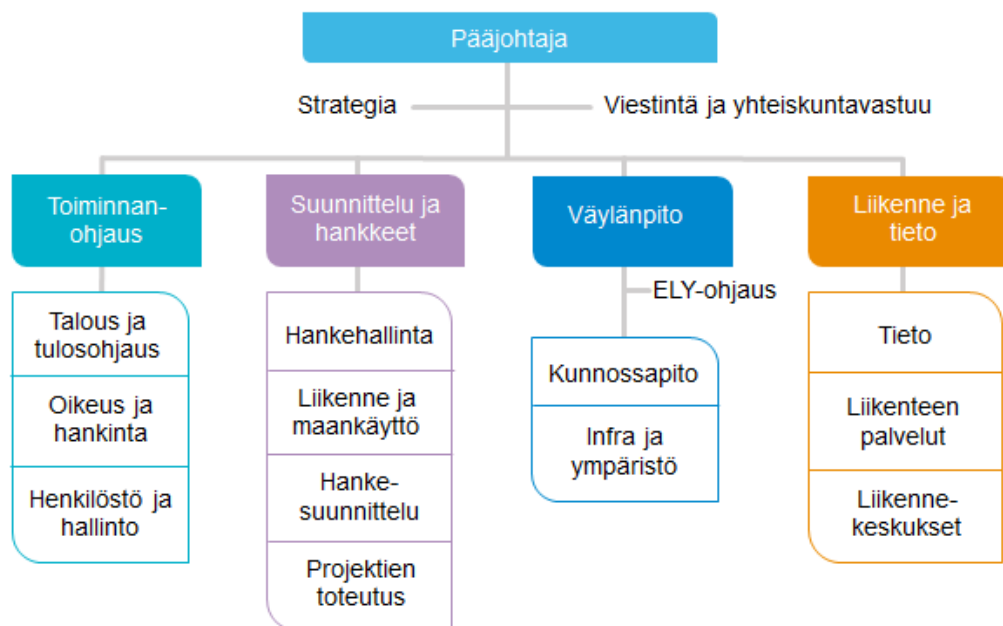 Pääjohtaja
Strategia
Viestintä ja yhteiskuntavastuu
Toiminnan-
ohjaus
Suunnittelu ja
hankkeet
Väylänpito
Liikenne ja
tieto
ELY-ohjaus
Talous ja
tulosohjaus
Oikeus ja
hankinta
Henkilöstö ja
hallinto
Hankehallinta
Liikenne ja
maankäyttö
Hanke-
suunnittelu
Projektien
toteutus
Kunnossapito
Infra ja
ympäristö
Tieto
Liikenteen
palvelut
Liikenne-
keskukset